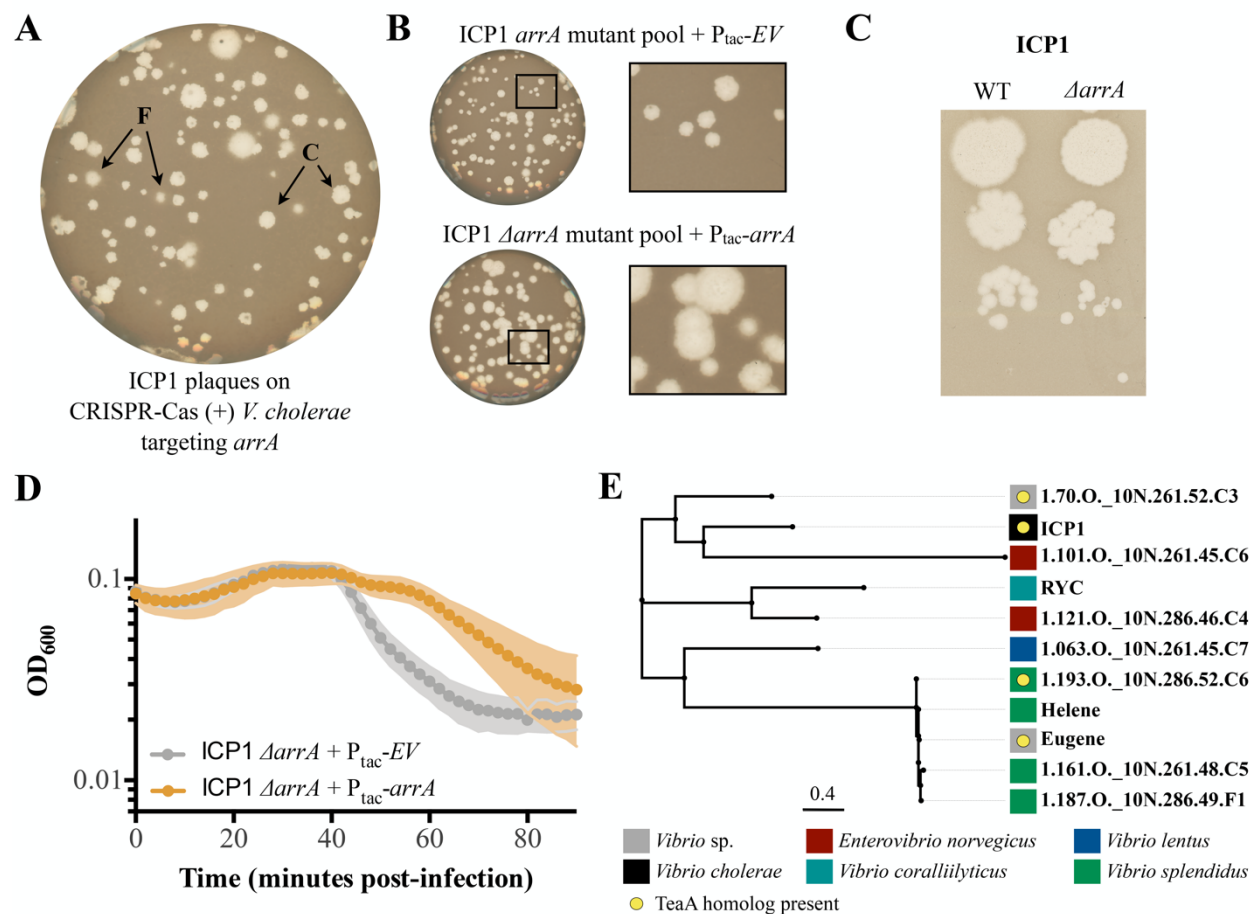 A
F
C
ICP1 plaques on
CRISPR-Cas (+) V. cholerae
targeting arrA
B
ICP1 arrA mutant pool + Ptac-EV
ICP1 ΔarrA mutant pool + Ptac-arrA
C
ICP1
WT ΔarrA
D
OD600
0.1
0.01
ICP1 ΔarrA + Ptac-EV
ICP1 ΔarrA + Ptac-arrA
0 20 40 60 80
Time (minutes post-infection)
E
1.70.O._10N.261.52.C3
ICP1
1.101.O._10N.261.45.C6
RYC
1.121.O._10N.286.46.C4
1.063.O._10N.261.45.C7
1.193.O._10N.286.52.C6
Helene
Eugene
1.161.O._10N.261.48.C5
1.187.O._10N.286.49.F1
0.4
Vibrio sp. Enterovibrio norvegicus Vibrio lentus
Vibrio cholerae Vibrio coralliilyticus Vibrio splendidus
TeaA homolog present